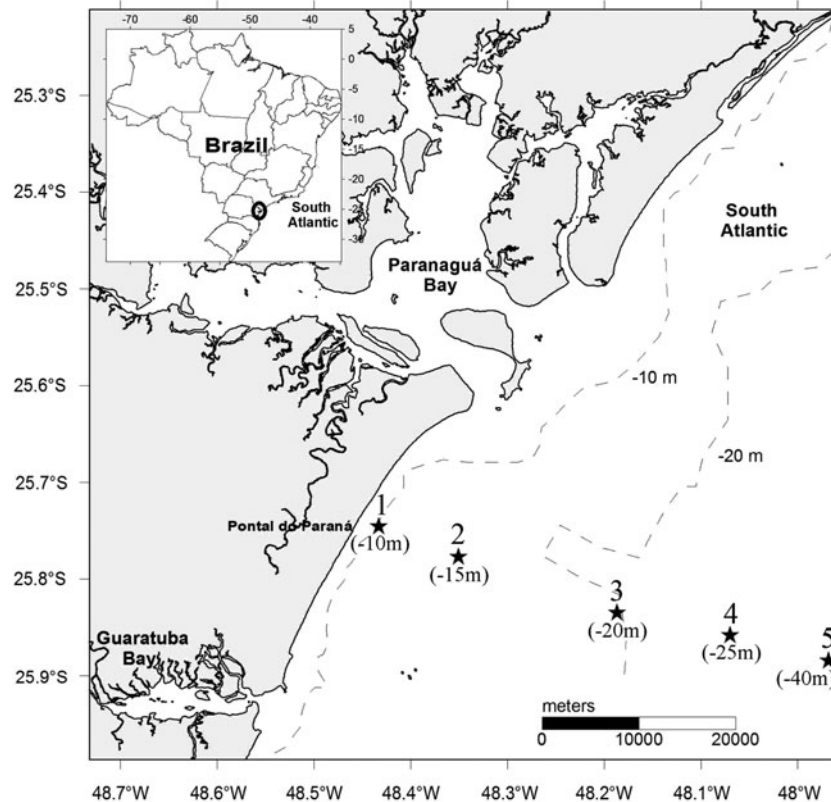 -70 -60 -50 -40
5
0
-5
-10
-15
-20
-25
-30
Brazil
South
Atlantic
25.3°S
25.4°S
25.5°S
25.6°S
25.7°S
25.8°S
25.9°S
South
Atlantic
Paranaguá
Bay
-10 m
-20 m
Pontal do Paraná
1
(-10m)
2
(-15m)
3
(-20m)
4
(-25m)
5
(-40m)
Guaratuba
Bay
meters
0 10000 20000
48.7°W 48.6°W 48.5°W 48.4°W 48.3°W 48.2°W 48.1°W 48°W